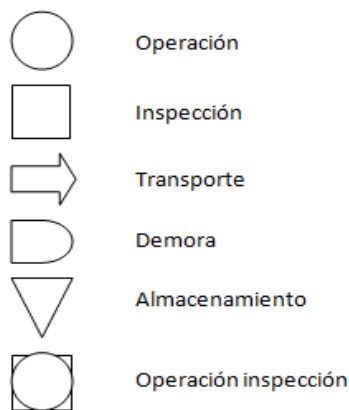 Operación
Inspección
Transporte
Demora
Almacenamiento
Operación inspección